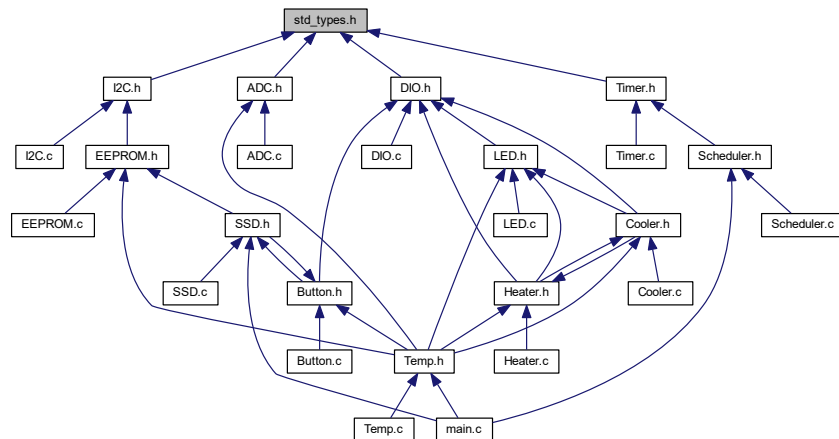 std_types.h
I2C.h
ADC.h
DIO.h
Timer.h
I2C.c
EEPROM.h
ADC.c
DIO.c
LED.h
Timer.c
Scheduler.h
EEPROM.c
SSD.h
LED.c
Cooler.h
Scheduler.c
SSD.c
Button.h
Heater.h
Cooler.c
Button.c
Temp.h
Heater.c
Temp.c
main.c